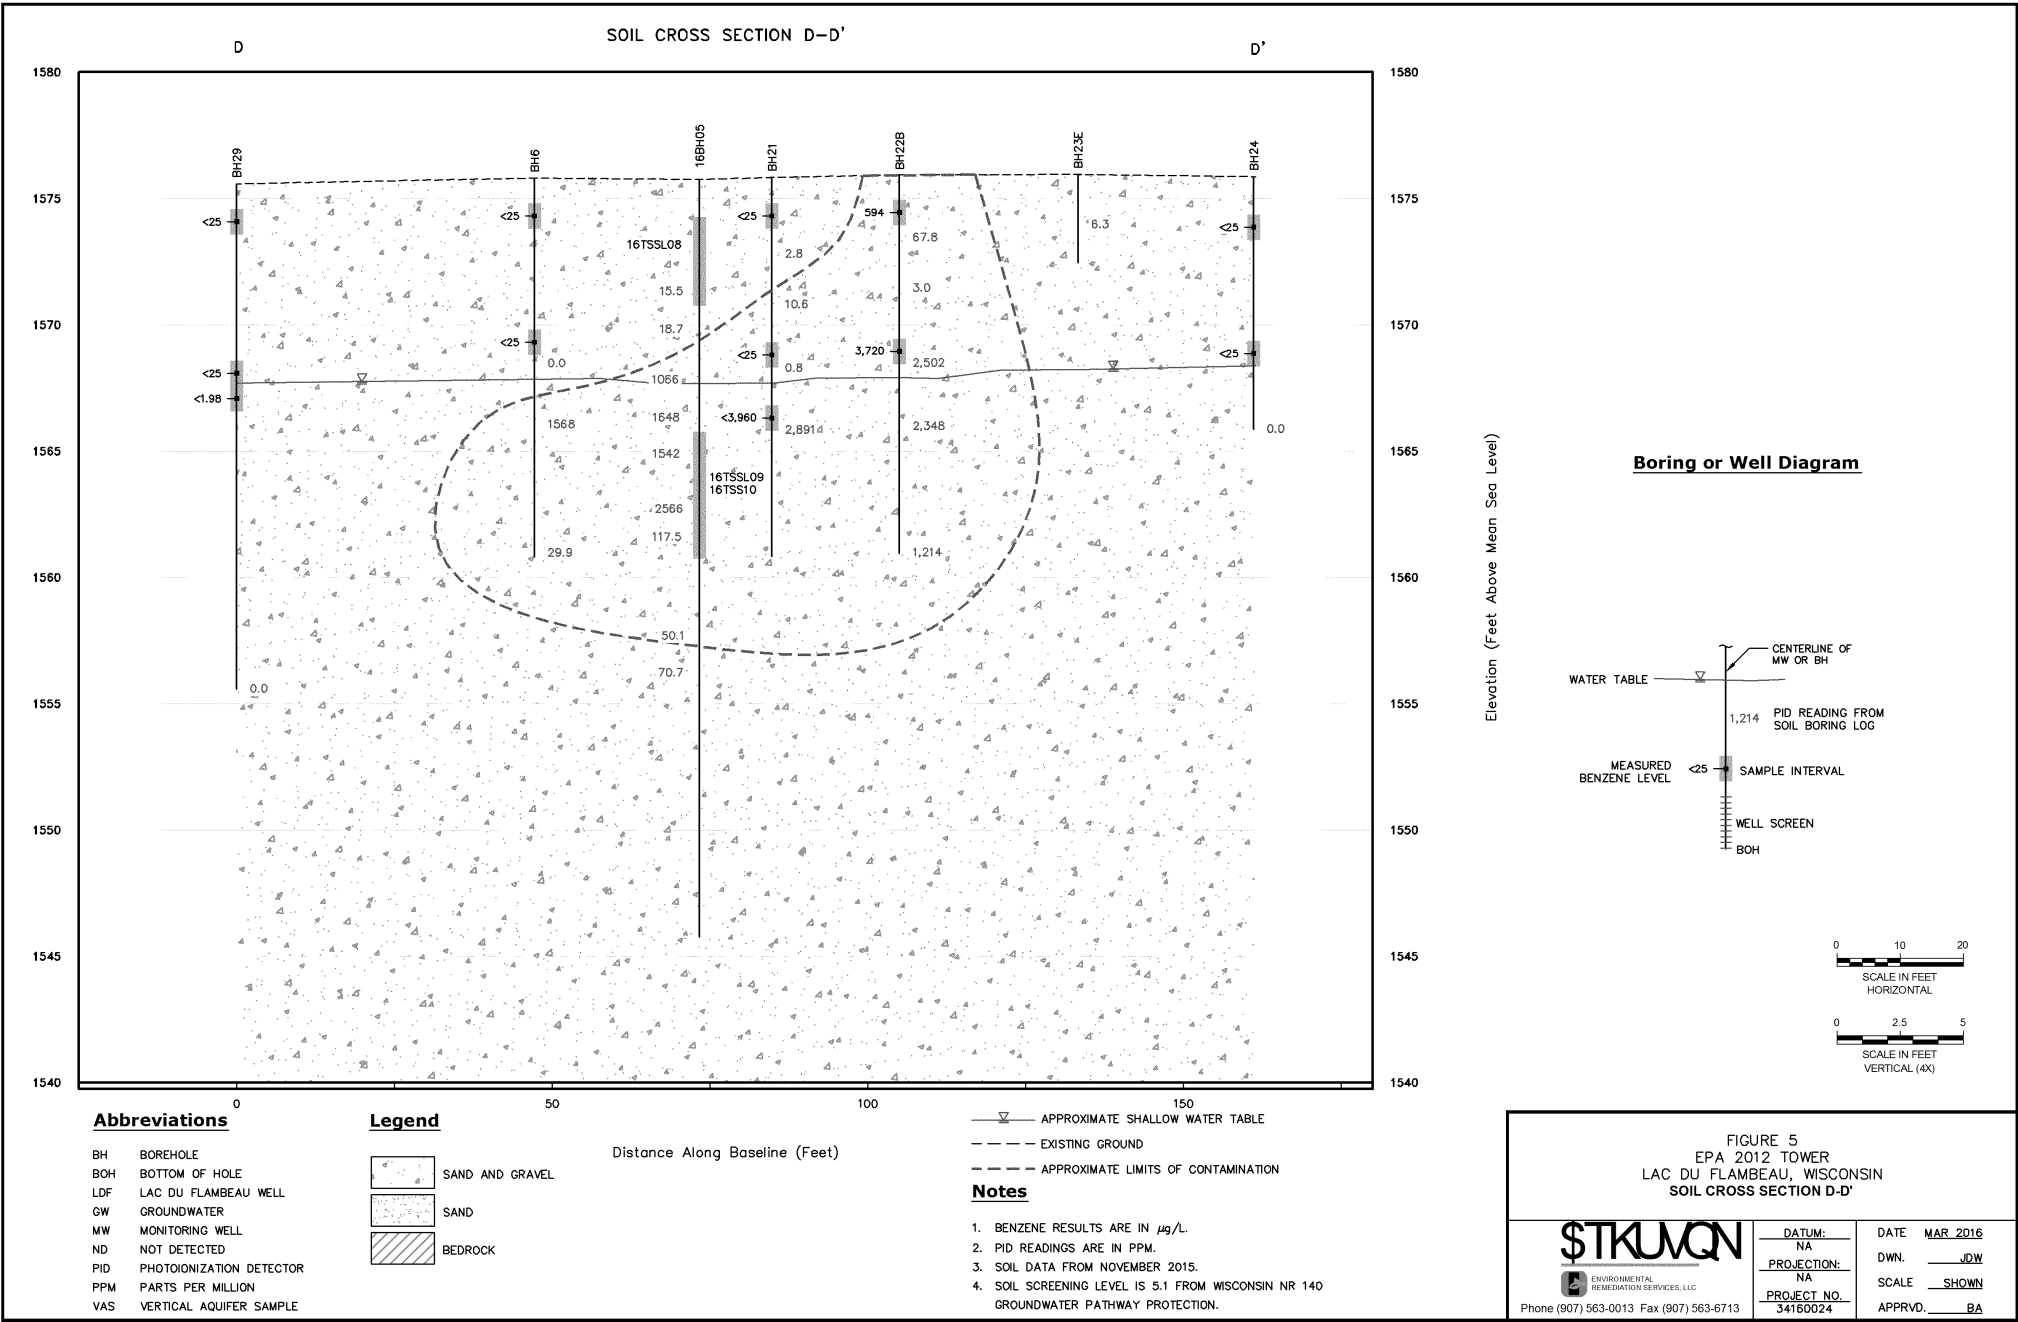 SOIL CROSS SECTION D-D'
D
D'
1580
1580
BH29
BH6
16BH05
BH21
BH22B
BH23E
BH24
1575
1575
<25
<25
<25
594
6.3
<25
67.8
16TSSL08
2.8
3.0
15.5
10.6
1570
1570
18.7
<25
<25
3,720
<25
0.0
0.8
2,502
<25
1066
<1.98
1568
1648
<3,960
2,891
2,348
0.0
1565
1565
1542
16TSSL09
16TSS10
2566
117.5
29.9
1,214
1560
1560
50.1
70.7
0.0
1555
1555
1550
1550
1545
1545
1540
1540
0
50
100
150
Distance Along Baseline (Feet)
Elevation (Feet Above Mean Sea Level)
Boring or Well Diagram
CENTERLINE OF
MW OR BH
WATER TABLE
1,214
PID READING FROM
SOIL BORING LOG
MEASURED
BENZENE LEVEL
<25
SAMPLE INTERVAL
WELL SCREEN
BOH
0 10 20
SCALE IN FEET
HORIZONTAL
0 2.5 5
SCALE IN FEET
VERTICAL (4X)
Abbreviations
BH BOREHOLE
BOH BOTTOM OF HOLE
LDF LAC DU FLAMBEAU WELL
GW GROUNDWATER
MW MONITORING WELL
ND NOT DETECTED
PID PHOTOIONIZATION DETECTOR
PPM PARTS PER MILLION
VAS VERTICAL AQUIFER SAMPLE
Legend
SAND AND GRAVEL
SAND
BEDROCK
APPROXIMATE SHALLOW WATER TABLE
EXISTING GROUND
APPROXIMATE LIMITS OF CONTAMINATION
Notes
1. BENZENE RESULTS ARE IN µg/L.
2. PID READINGS ARE IN PPM.
3. SOIL DATA FROM NOVEMBER 2015.
4. SOIL SCREENING LEVEL IS 5.1 FROM WISCONSIN NR 140
GROUNDWATER PATHWAY PROTECTION.
FIGURE 5
EPA 2012 TOWER
LAC DU FLAMBEAU, WISCONSIN
SOIL CROSS SECTION D-D'
$TKUVQN
ENVIRONMENTAL
REMEDIATION SERVICES, LLC
Phone (907) 563-0013 Fax (907) 563-6713
DATUM:
NA
PROJECTION:
NA
PROJECT NO.
34160024
DATE MAR 2016
DWN. JDW
SCALE SHOWN
APPRVD. BA